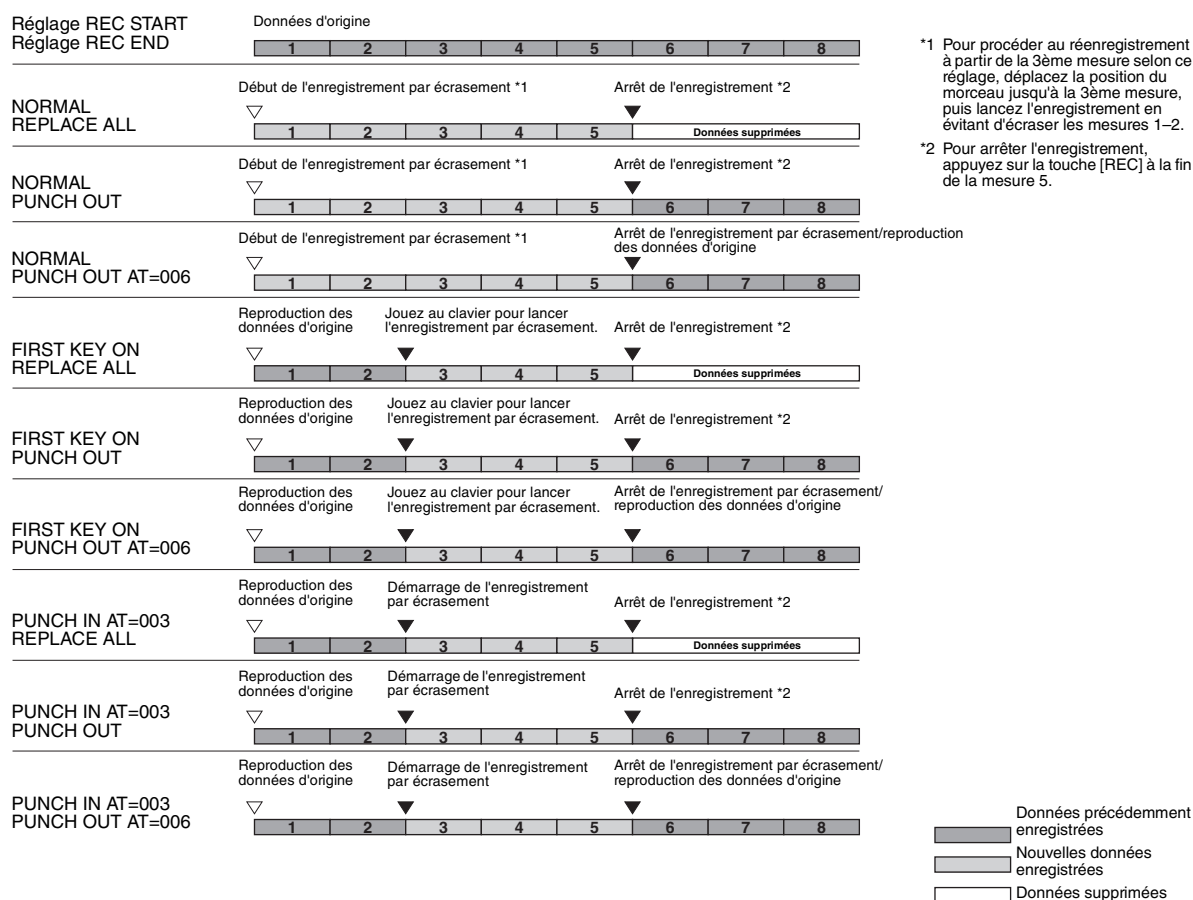 Réglage REC START
Réglage REC END
Données d'origine
1 2 3 4 5 6 7 8
*1 Pour procéder au réenregistrement
à partir de la 3ème mesure selon ce
réglage, déplacez la position du
morceau jusqu'à la 3ème mesure,
puis lancez l'enregistrement en
évitant d'écraser les mesures 1–2.
*2 Pour arrêter l'enregistrement,
appuyez sur la touche [REC] à la fin
de la mesure 5.
NORMAL
REPLACE ALL
Début de l'enregistrement par écrasement *1
Arrêt de l'enregistrement *2
1 2 3 4 5 Données supprimées
NORMAL
PUNCH OUT
Début de l'enregistrement par écrasement *1
Arrêt de l'enregistrement *2
1 2 3 4 5 6 7 8
NORMAL
PUNCH OUT AT=006
Début de l'enregistrement par écrasement *1
Arrêt de l'enregistrement par écrasement/reproduction
des données d'origine
1 2 3 4 5 6 7 8
FIRST KEY ON
REPLACE ALL
Reproduction des
données d'origine
Jouez au clavier pour lancer
l'enregistrement par écrasement.
Arrêt de l'enregistrement *2
1 2 3 4 5 Données supprimées
FIRST KEY ON
PUNCH OUT
Reproduction des
données d'origine
Jouez au clavier pour lancer
l'enregistrement par écrasement.
Arrêt de l'enregistrement *2
1 2 3 4 5 6 7 8
FIRST KEY ON
PUNCH OUT AT=006
Reproduction des
données d'origine
Jouez au clavier pour lancer
l'enregistrement par écrasement.
Arrêt de l'enregistrement par écrasement/
reproduction des données d'origine
1 2 3 4 5 6 7 8
PUNCH IN AT=003
REPLACE ALL
Reproduction des
données d'origine
Démarrage de l'enregistrement
par écrasement
Arrêt de l'enregistrement *2
1 2 3 4 5 Données supprimées
PUNCH IN AT=003
PUNCH OUT
Reproduction des
données d'origine
Démarrage de l'enregistrement
par écrasement
Arrêt de l'enregistrement *2
1 2 3 4 5 6 7 8
PUNCH IN AT=003
PUNCH OUT AT=006
Reproduction des
données d'origine
Démarrage de l'enregistrement
par écrasement
Arrêt de l'enregistrement par écrasement/
reproduction des données d'origine
1 2 3 4 5 6 7 8
Données précédemment
enregistrées
Nouvelles données
enregistrées
Données supprimées